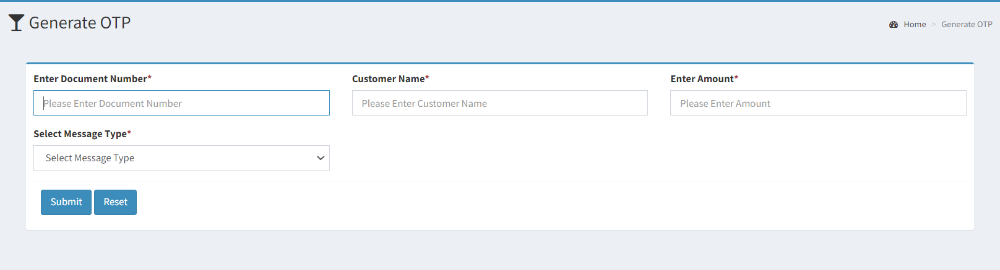 Generate OTP
Home > Generate OTP
Enter Document Number* Customer Name* Enter Amount*
Please Enter Document Number Please Enter Customer Name Please Enter Amount
Select Message Type*
Select Message Type
Submit Reset